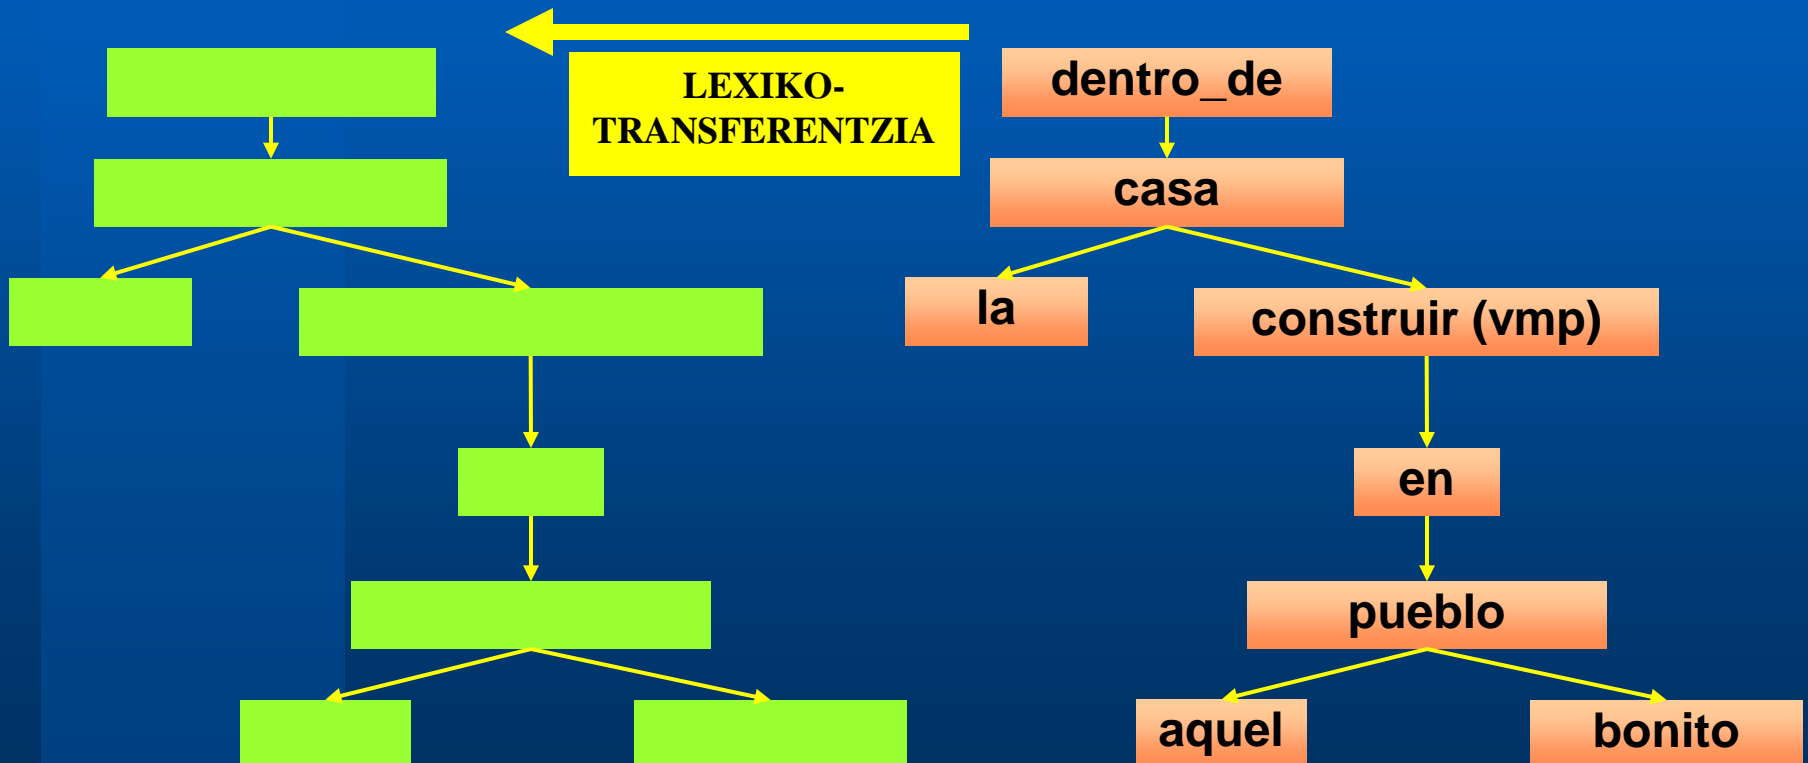 LEXIKO-
TRANSFERENTZIA
dentro_de
casa
la
construir (vmp)
en
pueblo
aquel
bonito